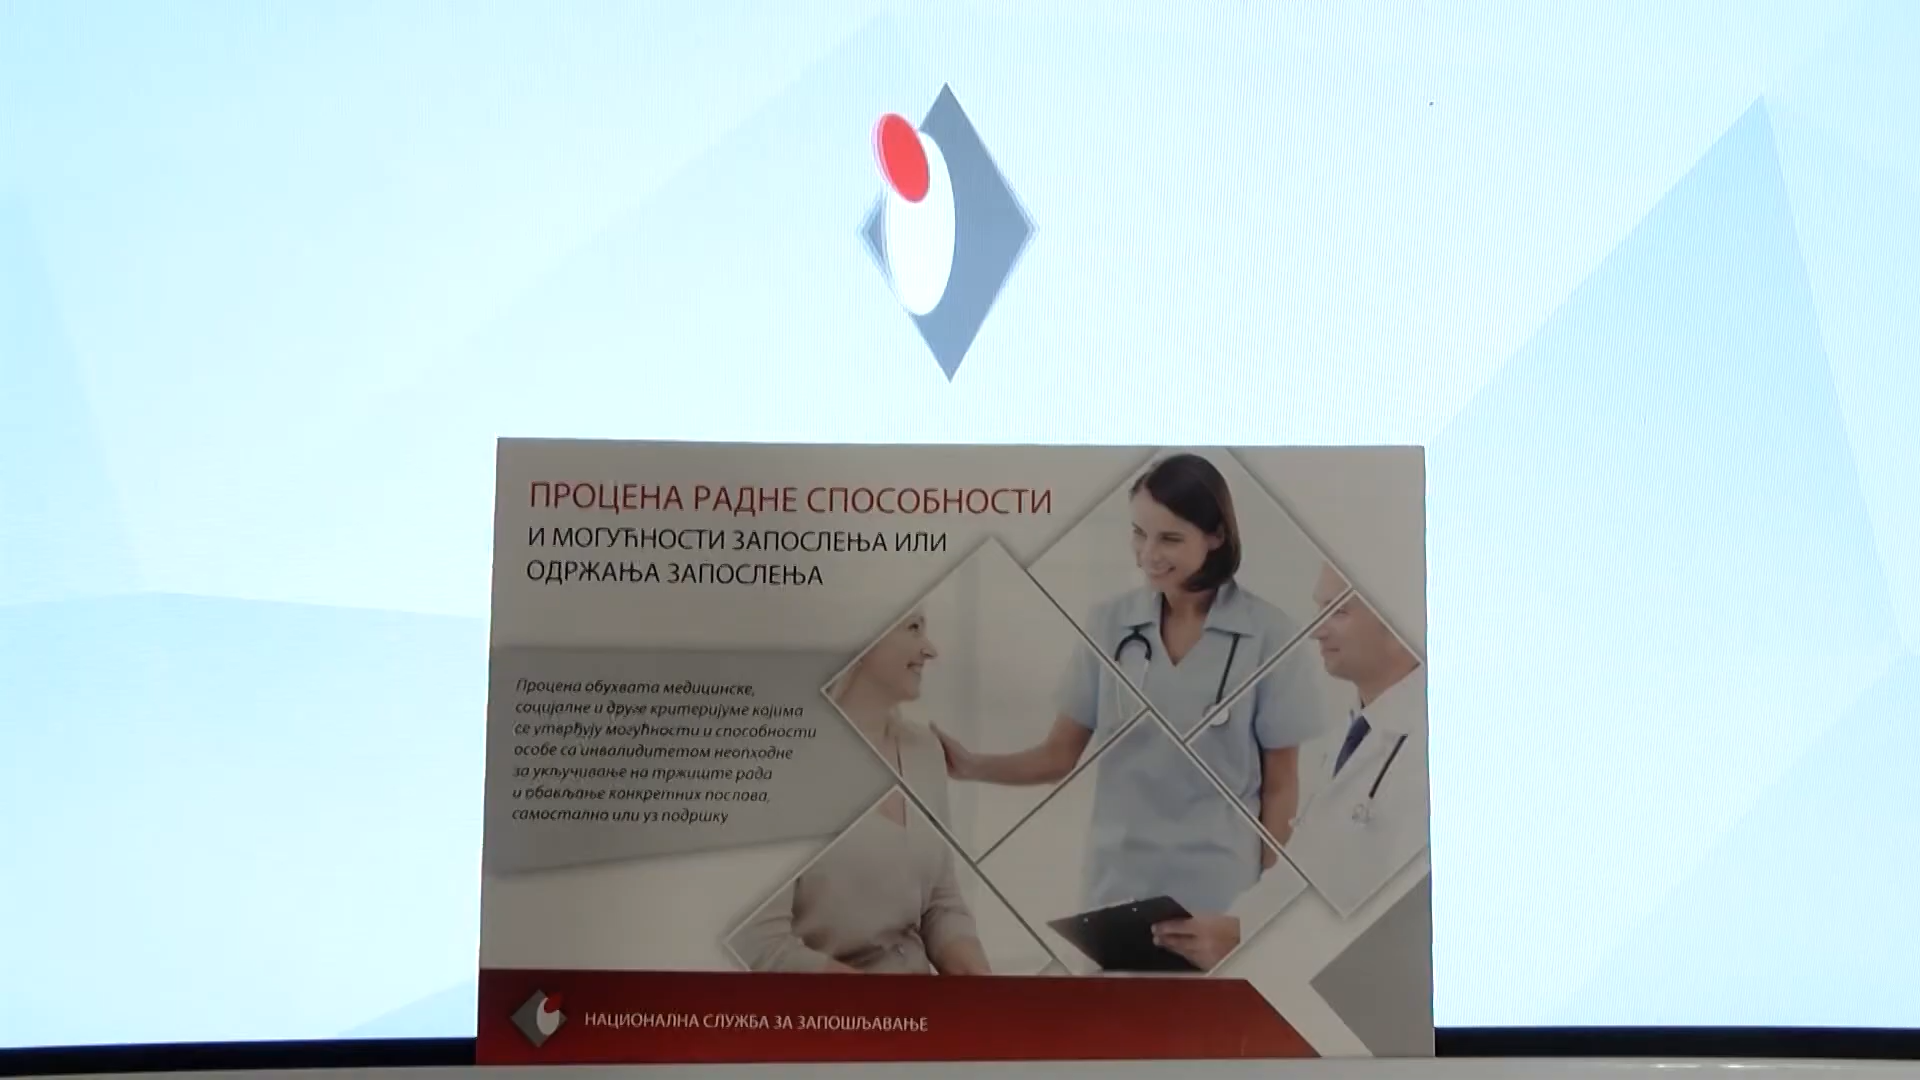 ПРОЦЕНА РАДНЕ СПОСОБНОСТИ
И МОГУЋНОСТИ ЗАПОСЛЕЊА ИЛИ
ОДРЖАЊА ЗАПОСЛЕЊА
Процена обухвата медицинске,
социјалне и друге критеријуме којима
се утврђују могућности и способности
особе са инвалидитетом неопходне
за укључивање на тржиште рада
и обављање конкретних послова,
самостално или уз подршку
НАЦИОНАЛНА СЛУЖБА ЗА ЗАПОШЉАВАЊЕ